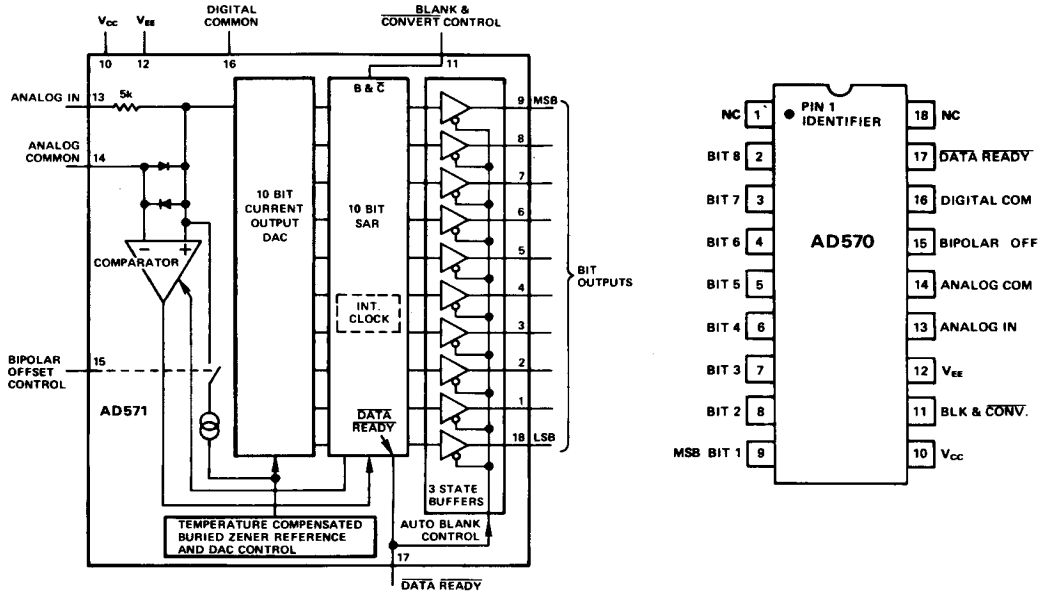 DIGITAL
COMMON
BLANK &
CONVERT CONTROL
VCC
VEE
10
12
16
11
ANALOG IN
13
5k
B & C
9 MSB
ANALOG
COMMON
14
8
7
6
5
4
3
2
1
18 LSB
10 BIT
CURRENT
OUTPUT
DAC
10 BIT
SAR
BIT
OUTPUTS
COMPARATOR
INT.
CLOCK
BIPOLAR
OFFSET
CONTROL
15
AD571
DATA
READY
3 STATE
BUFFERS
TEMPERATURE COMPENSATED
BURIED ZENER REFERENCE
AND DAC CONTROL
AUTO BLANK
CONTROL
17
DATA READY
PIN 1
IDENTIFIER
AD570
NC 1
BIT 8 2
BIT 7 3
BIT 6 4
BIT 5 5
BIT 4 6
BIT 3 7
BIT 2 8
MSB BIT 1 9
18 NC
17 DATA READY
16 DIGITAL COM
15 BIPOLAR OFF
14 ANALOG COM
13 ANALOG IN
12 VEE
11 BLK & CONV.
10 VCC